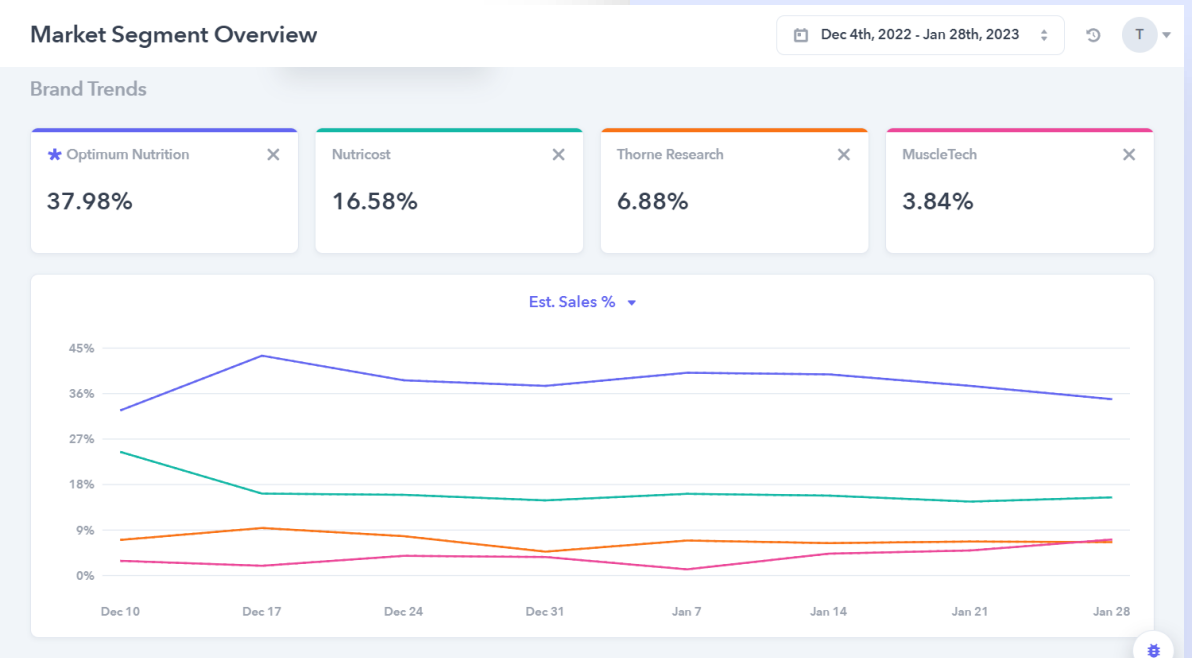 Market Segment Overview
Dec 4th, 2022 - Jan 28th, 2023
T
Brand Trends
Optimum Nutrition
37.98%
Nutricost
16.58%
Thorne Research
6.88%
MuscleTech
3.84%
Est. Sales %
45%
36%
27%
18%
9%
0%
Dec 10 Dec 17 Dec 24 Dec 31 Jan 7 Jan 14 Jan 21 Jan 28